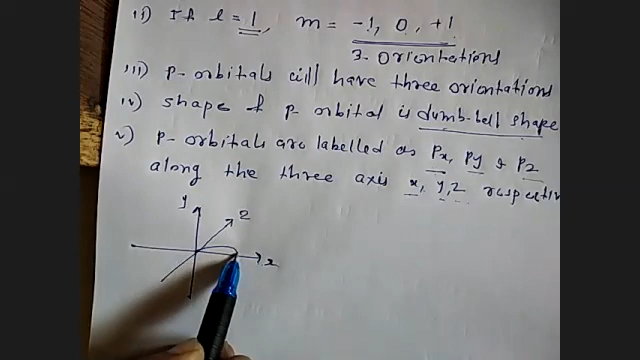 ii) If l = 1, m = -1, 0, +1
3- orientations
iii) p- orbitals will have three orientations
iv) shape of p- orbital is dumb-bell shape
v) p- orbitals are labelled as Px, Py & Pz
along the three axis x, y, z
y
z
x